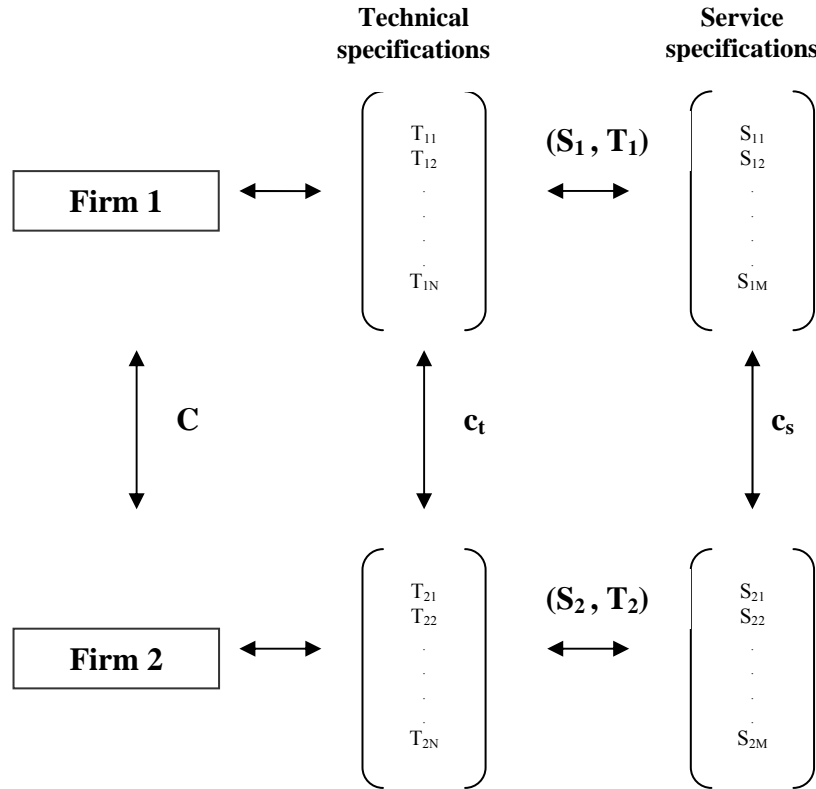 Technical
specifications
Service
specifications
T₁₁
T₁₂
.
.
.
.
T₁N
(S₁ , T₁)
S₁₁
S₁₂
.
.
.
.
S₁M
Firm 1
C
cₜ
cₛ
T₂₁
T₂₂
.
.
.
.
T₂N
(S₂ , T₂)
S₂₁
S₂₂
.
.
.
.
S₂M
Firm 2